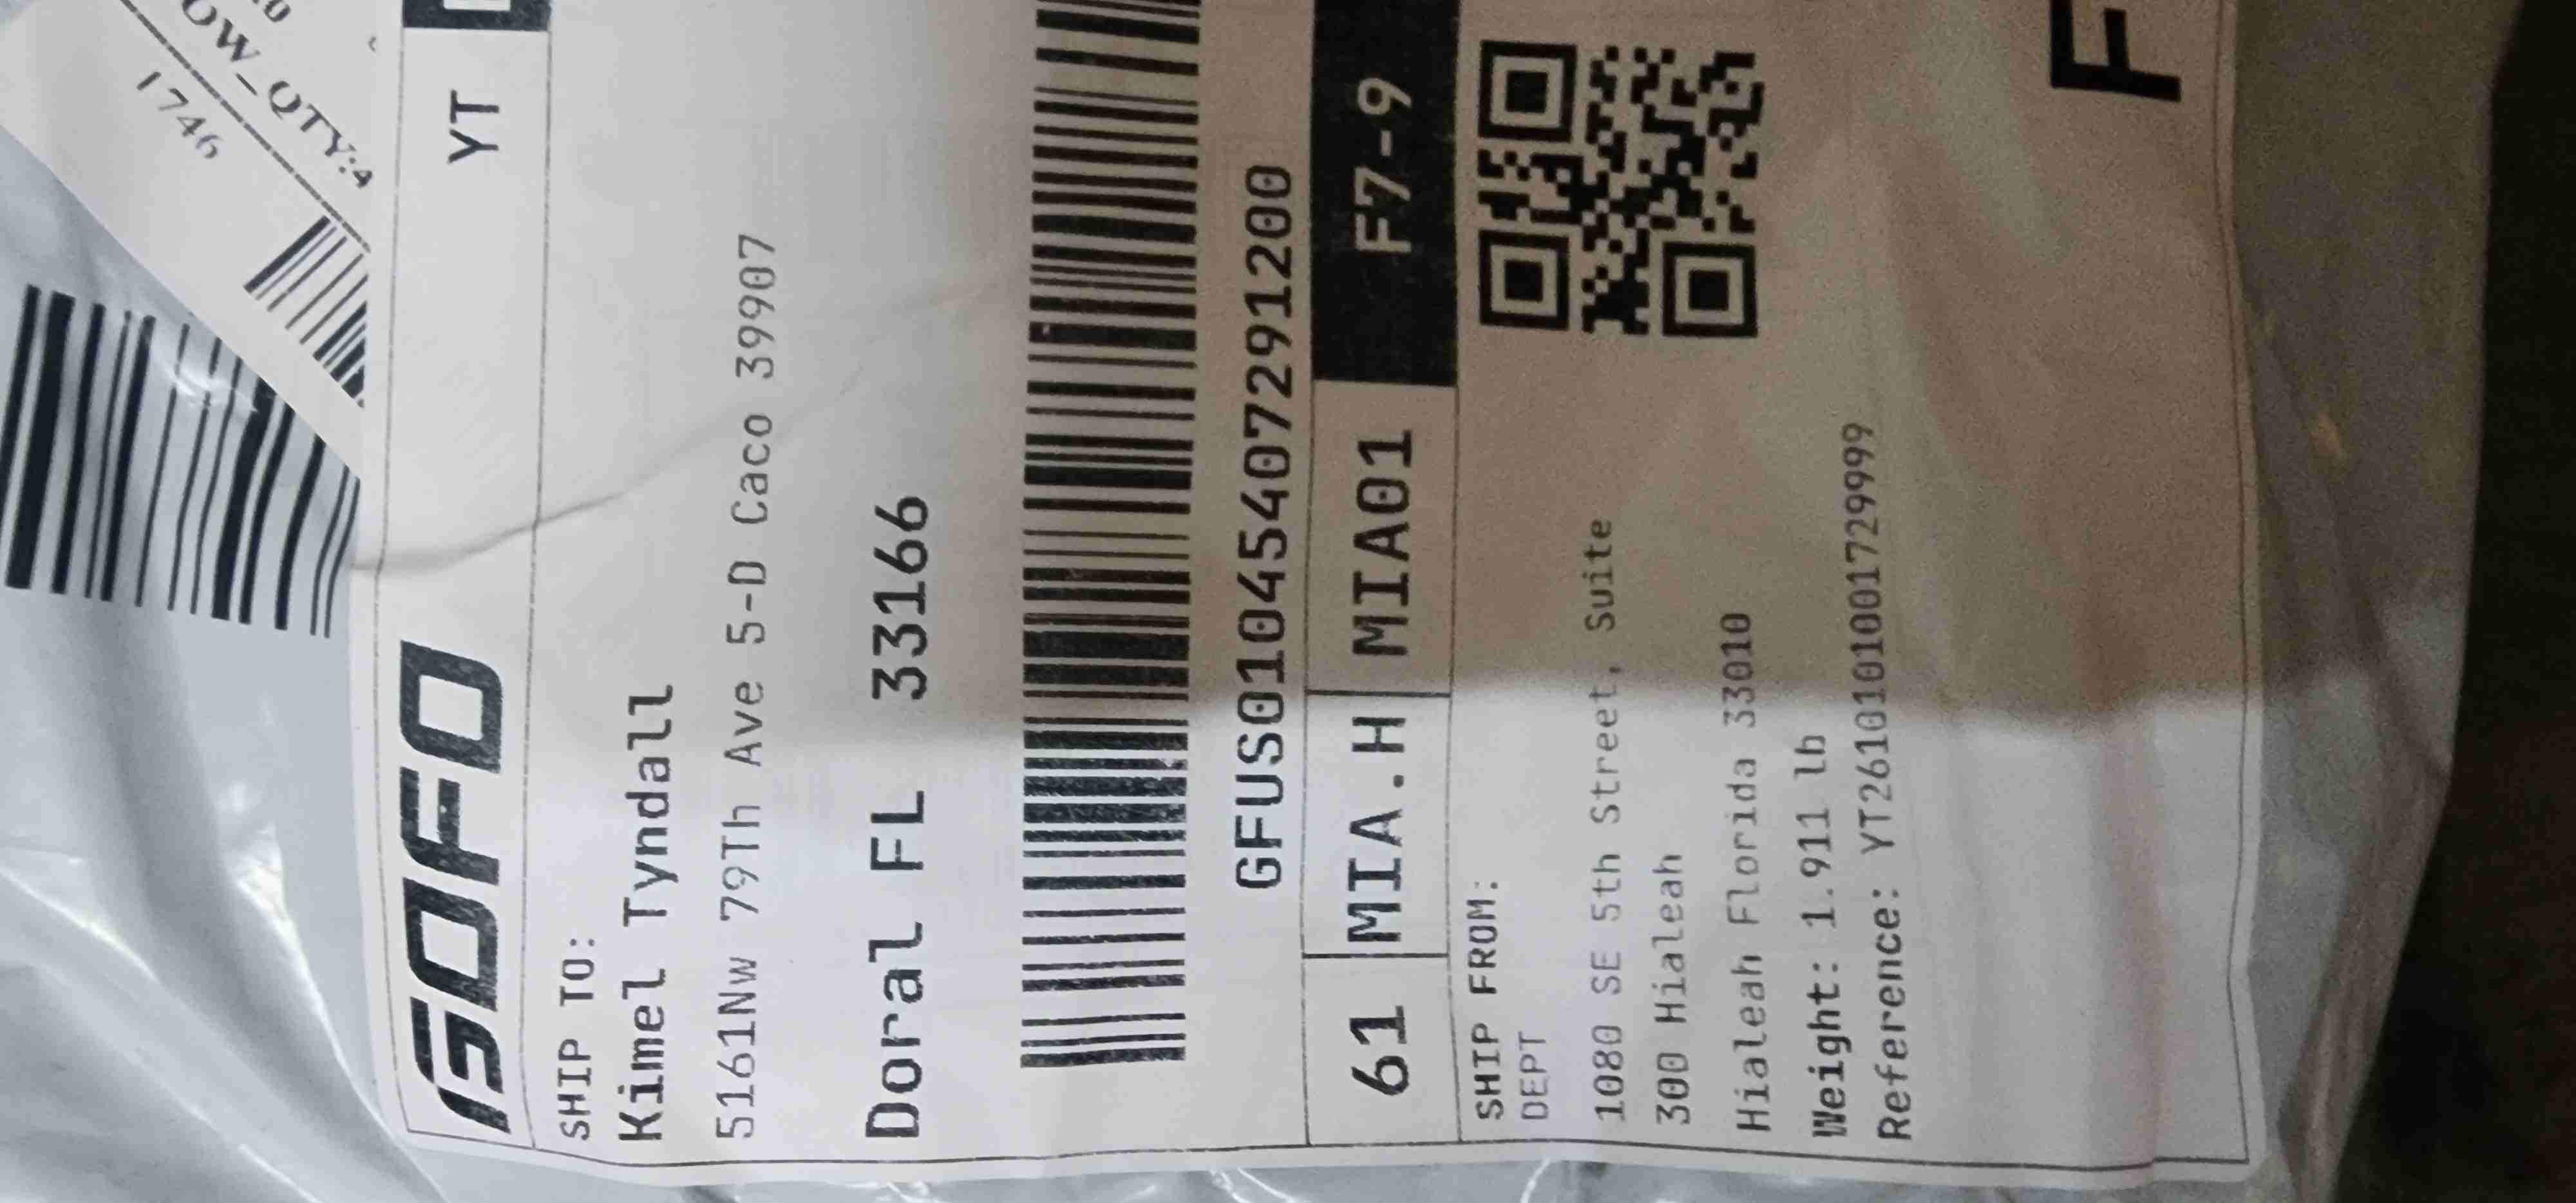 OW_QTY:4
1746
GOFO
YT
SHIP TO:
Kimel Tyndall
5161Nw 79Th Ave 5-D Caco 39907
Doral FL 33166
GFUS01045407291200
61 MIA.H MIA01 F7-9
SHIP FROM:
DEPT
1080 SE 5th Street, Suite
300 Hialeah
Hialeah Florida 33010
Weight: 1.911 lb
Reference: YT2610101001729999
F